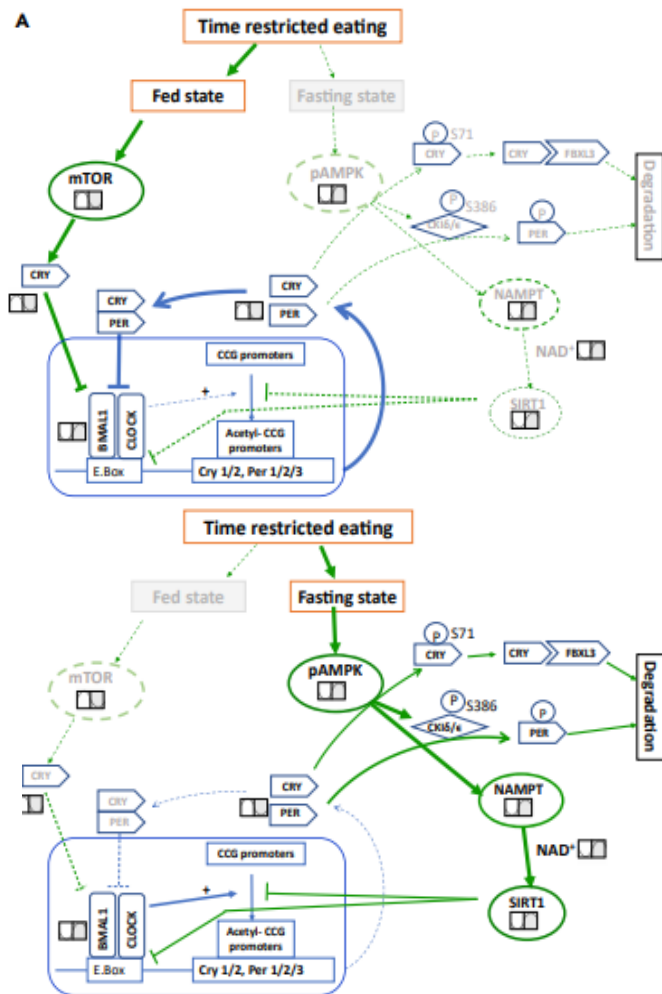 A
Time restricted eating
Fed state
Fasting state
mTOR
pAMPK
P
S71
CRY
CRY
FBXL3
Degradation
P
S386
CKIδ/ε
P
PER
CRY
CRY
PER
CRY
PER
NAMPT
NAD⁺
SIRT1
CCG promoters
+
BMAL1
CLOCK
Acetyl- CCG
promoters
E.Box
Cry 1/2, Per 1/2/3
Time restricted eating
Fed state
Fasting state
mTOR
pAMPK
P
S71
CRY
CRY
FBXL3
Degradation
P
S386
CKIδ/ε
P
PER
CRY
CRY
PER
CRY
PER
NAMPT
NAD⁺
SIRT1
CCG promoters
+
BMAL1
CLOCK
Acetyl- CCG
promoters
E.Box
Cry 1/2, Per 1/2/3